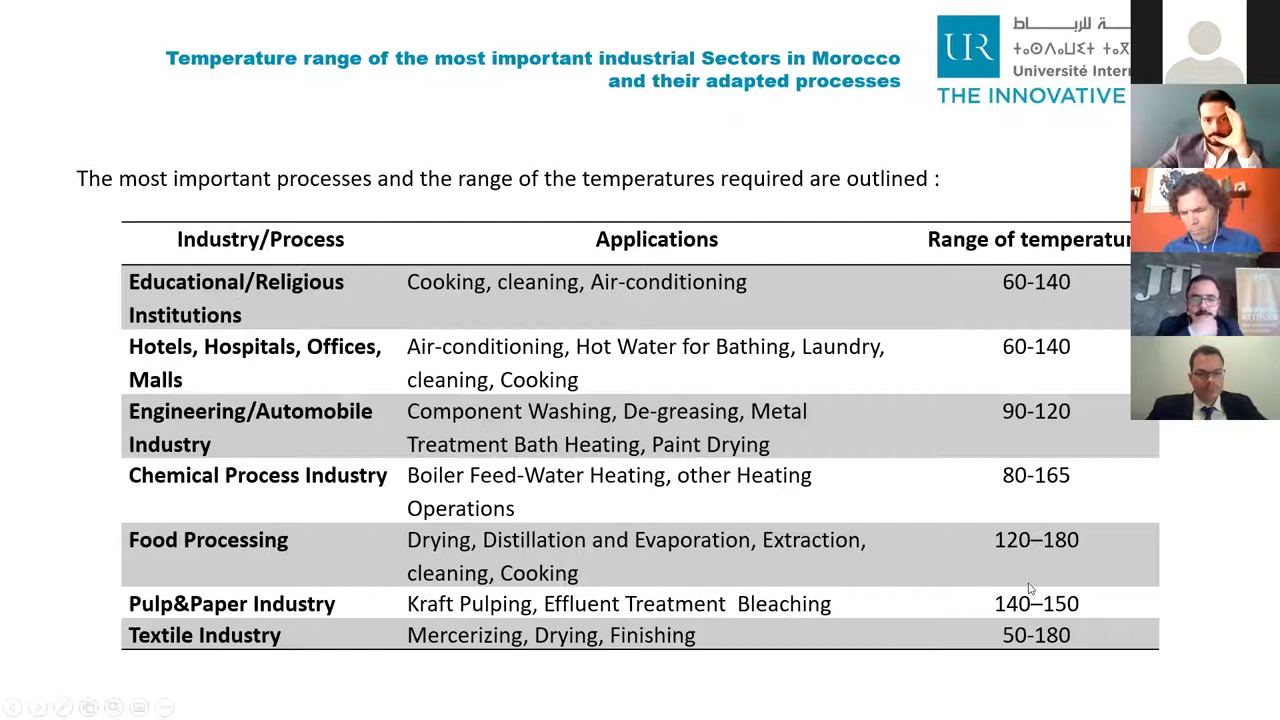 Temperature range of the most important industrial Sectors in Morocco
and their adapted processes
UR
ـة للربـــــــاط
ⵜⴰⵙⴷⴰⵡⵉⵜ ⵜⴰⴳ
Université Inter
THE INNOVATIVE
The most important processes and the range of the temperatures required are outlined :
Industry/Process Applications Range of temperatur
Educational/Religious Cooking, cleaning, Air-conditioning 60-140
Institutions
Hotels, Hospitals, Offices, Air-conditioning, Hot Water for Bathing, Laundry, 60-140
Malls cleaning, Cooking
Engineering/Automobile Component Washing, De-greasing, Metal 90-120
Industry Treatment Bath Heating, Paint Drying
Chemical Process Industry Boiler Feed-Water Heating, other Heating 80-165
Operations
Food Processing Drying, Distillation and Evaporation, Extraction, 120–180
cleaning, Cooking
Pulp&Paper Industry Kraft Pulping, Effluent Treatment Bleaching 140–150
Textile Industry Mercerizing, Drying, Finishing 50-180